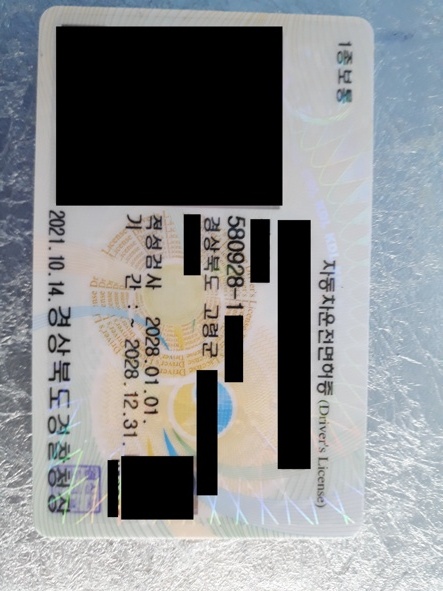 1종보통
자동차운전면허증 (Driver's License)
580928-1
경상북도 고령군
적성검사 2028.01.01.
기 간 : ~ 2028.12.31.
2021. 10. 14. 경상북도경찰청장